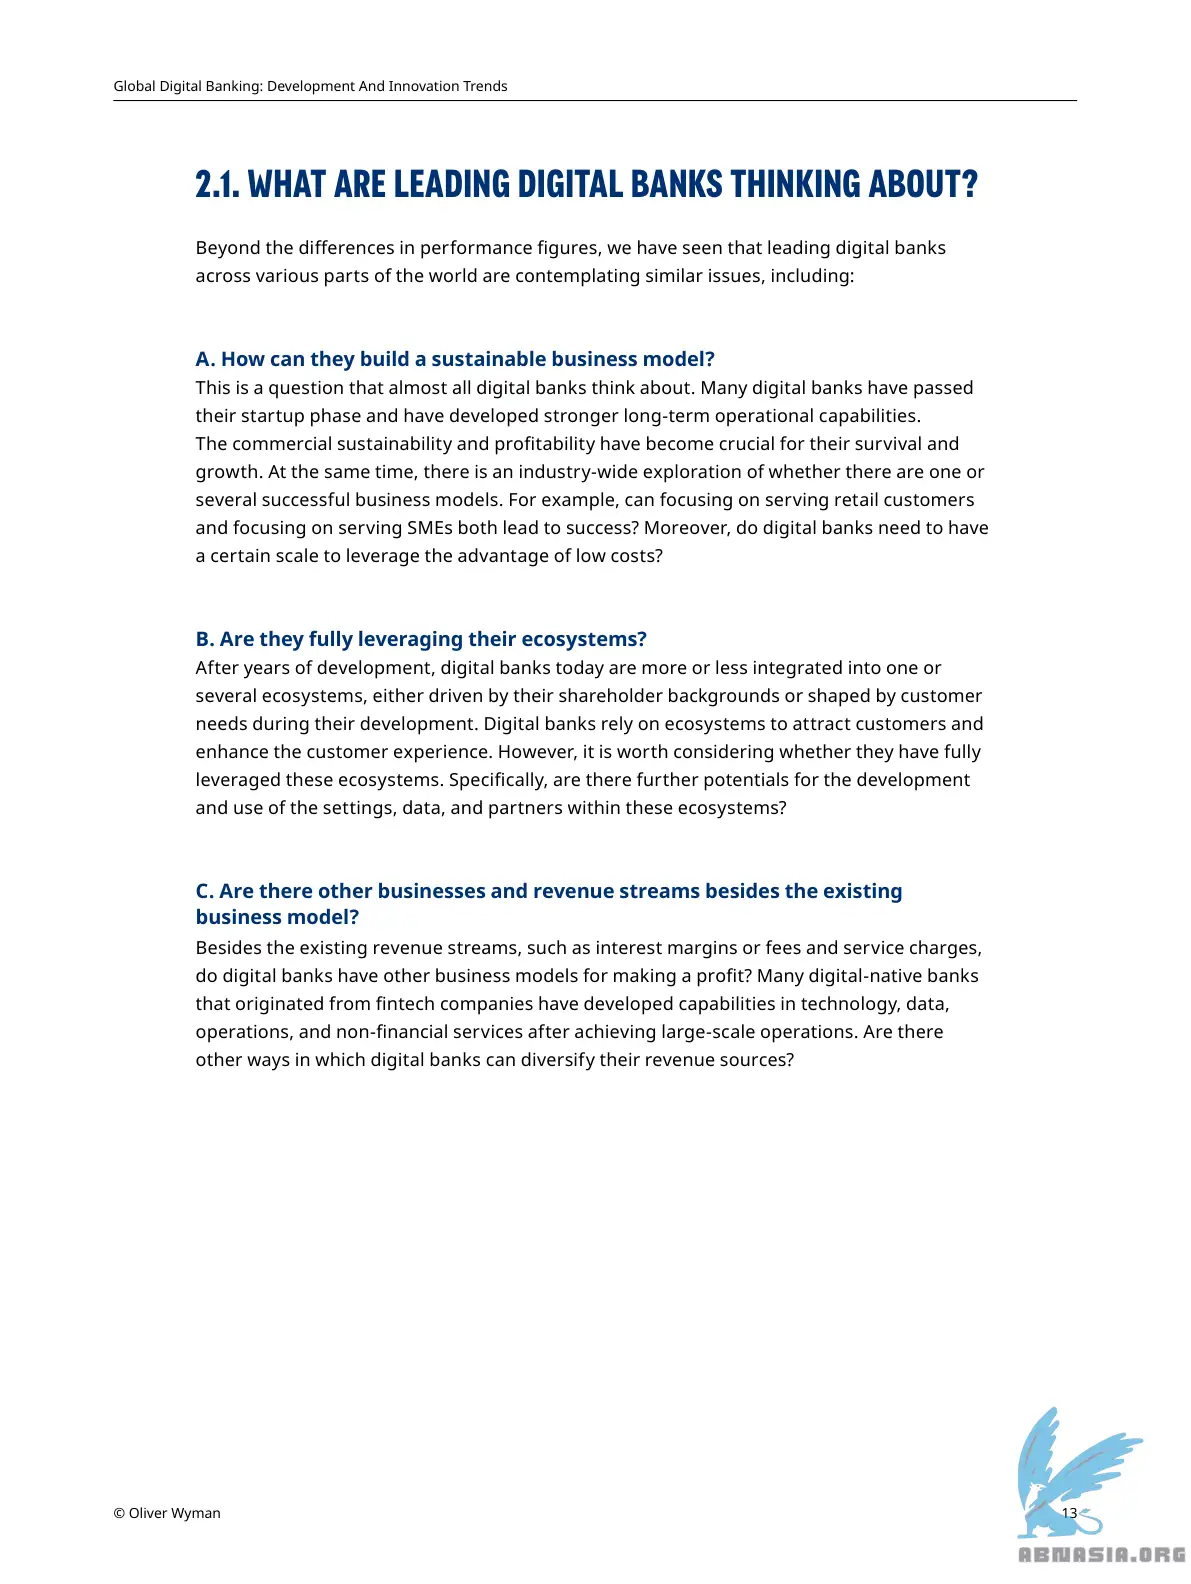 Global Digital Banking: Development And Innovation Trends
2.1. WHAT ARE LEADING DIGITAL BANKS THINKING ABOUT?
Beyond the differences in performance figures, we have seen that leading digital banks
across various parts of the world are contemplating similar issues, including:
A. How can they build a sustainable business model?
This is a question that almost all digital banks think about. Many digital banks have passed
their startup phase and have developed stronger long-term operational capabilities.
The commercial sustainability and profitability have become crucial for their survival and
growth. At the same time, there is an industry-wide exploration of whether there are one or
several successful business models. For example, can focusing on serving retail customers
and focusing on serving SMEs both lead to success? Moreover, do digital banks need to have
a certain scale to leverage the advantage of low costs?
B. Are they fully leveraging their ecosystems?
After years of development, digital banks today are more or less integrated into one or
several ecosystems, either driven by their shareholder backgrounds or shaped by customer
needs during their development. Digital banks rely on ecosystems to attract customers and
enhance the customer experience. However, it is worth considering whether they have fully
leveraged these ecosystems. Specifically, are there further potentials for the development
and use of the settings, data, and partners within these ecosystems?
C. Are there other businesses and revenue streams besides the existing
business model?
Besides the existing revenue streams, such as interest margins or fees and service charges,
do digital banks have other business models for making a profit? Many digital-native banks
that originated from fintech companies have developed capabilities in technology, data,
operations, and non-financial services after achieving large-scale operations. Are there
other ways in which digital banks can diversify their revenue sources?
© Oliver Wyman
13
ABNASIA.ORG